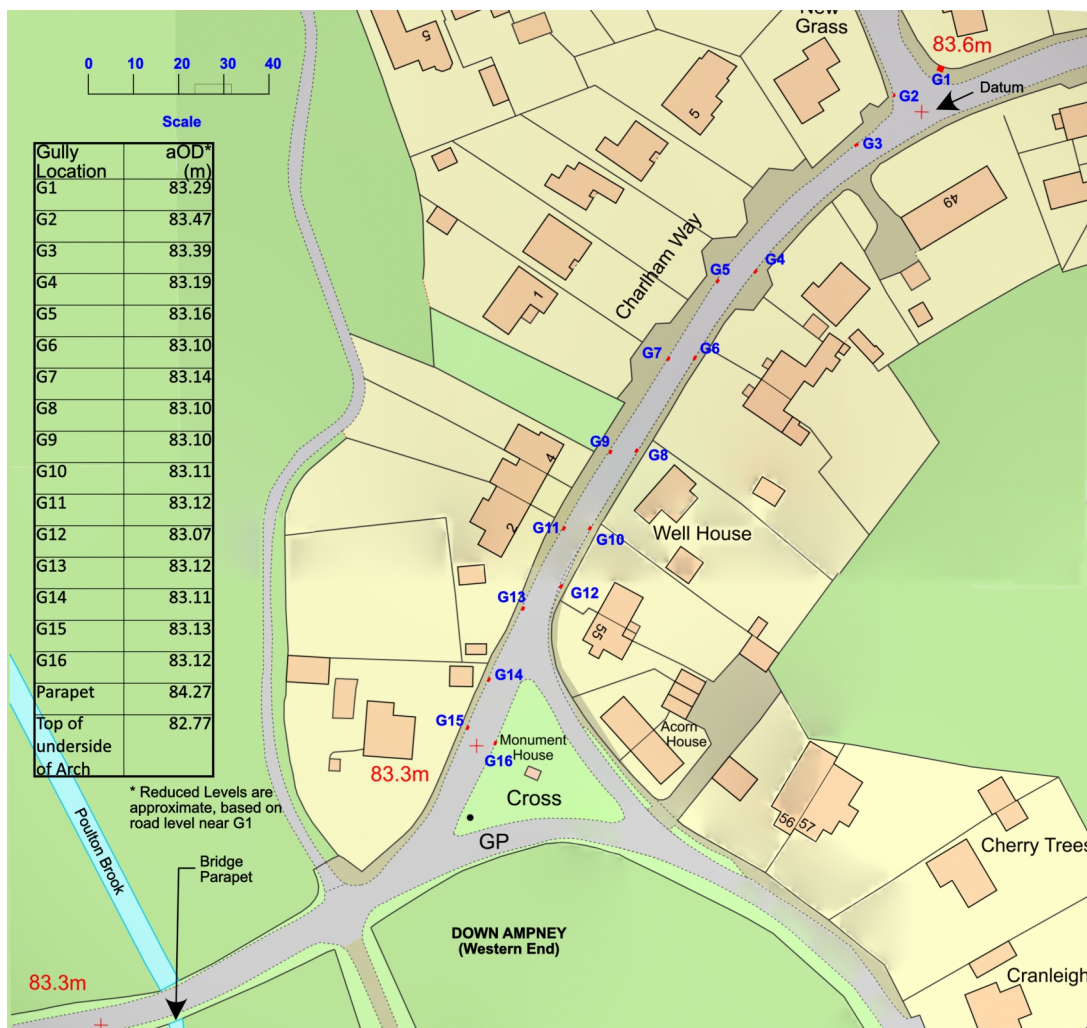 New
Grass
83.6m
0 10 20 30 40
Scale
G1
G2
Datum
G3
5
5
49
Charlham Way
G5
G4
1
G7
G6
G9
G8
4
2
G11
G10
Well House
G13
G12
55
G14
G15
Monument
House
G16
83.3m
Acorn
House
Cross
GP
56
57
Cherry Trees
Cranleigh
DOWN AMPNEY
(Western End)
Gully Location aOD* (m)
G1 83.29
G2 83.47
G3 83.39
G4 83.19
G5 83.16
G6 83.10
G7 83.14
G8 83.10
G9 83.10
G10 83.11
G11 83.12
G12 83.07
G13 83.12
G14 83.11
G15 83.13
G16 83.12
Parapet 84.27
Top of 82.77
underside
of Arch
* Reduced Levels are
approximate, based on
road level near G1
Poulton Brook
Bridge
Parapet
83.3m